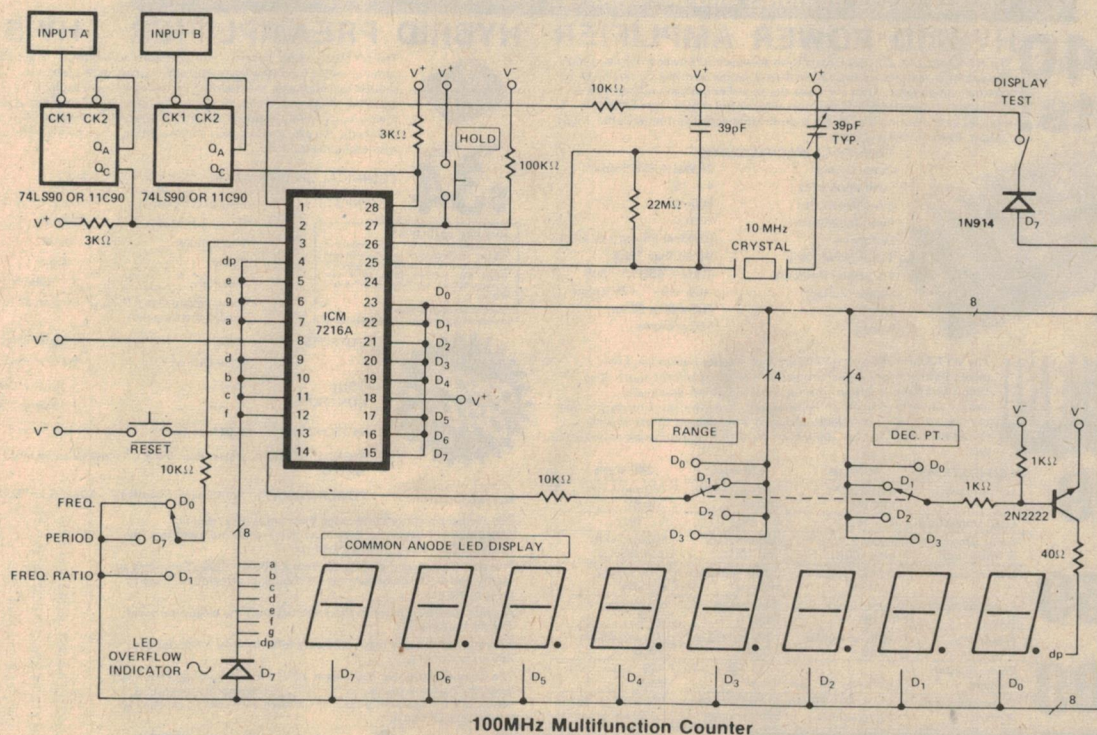 INPUT A
INPUT B
CK1 CK2
QA
QC
74LS90 OR 11C90
CK1 CK2
QA
QC
74LS90 OR 11C90
V+
3KΩ
V+
3KΩ
V+
HOLD
V-
100KΩ
10KΩ
V+
39pF
V+
39pF
TYP.
22MΩ
10 MHz
CRYSTAL
DISPLAY
TEST
1N914
D7
ICM
7216A
1
2
3
4
5
6
7
8
9
10
11
12
13
14
28
27
26
25
24
23
22
21
20
19
18
17
16
15
dp
e
g
a
d
b
c
f
D0
D1
D2
D3
D4
V+
D5
D6
D7
8
V-
V-
RESET
10KΩ
FREQ.
D0
PERIOD
D7
FREQ. RATIO
D1
8
10KΩ
4
4
RANGE
D0
D1
D2
D3
DEC. PT.
D0
D1
D2
D3
1KΩ
V-
1KΩ
V-
2N2222
40Ω
dp
COMMON ANODE LED DISPLAY
a
b
c
d
e
f
g
dp
LED
OVERFLOW
INDICATOR
D7
D7 D6 D5 D4 D3 D2 D1 D0
8
100MHz Multifunction Counter